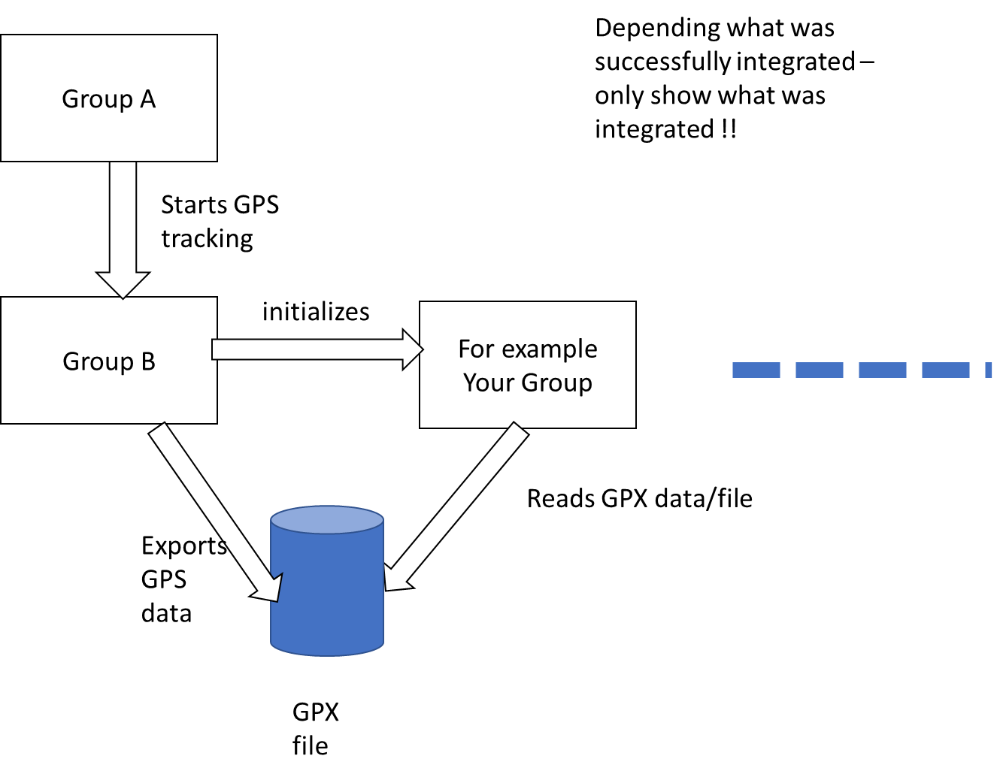 Depending what was
successfully integrated –
only show what was
integrated !!
Group A
Starts GPS
tracking
initializes
Group B
For example
Your Group
Reads GPX data/file
Exports
GPS
data
GPX
file